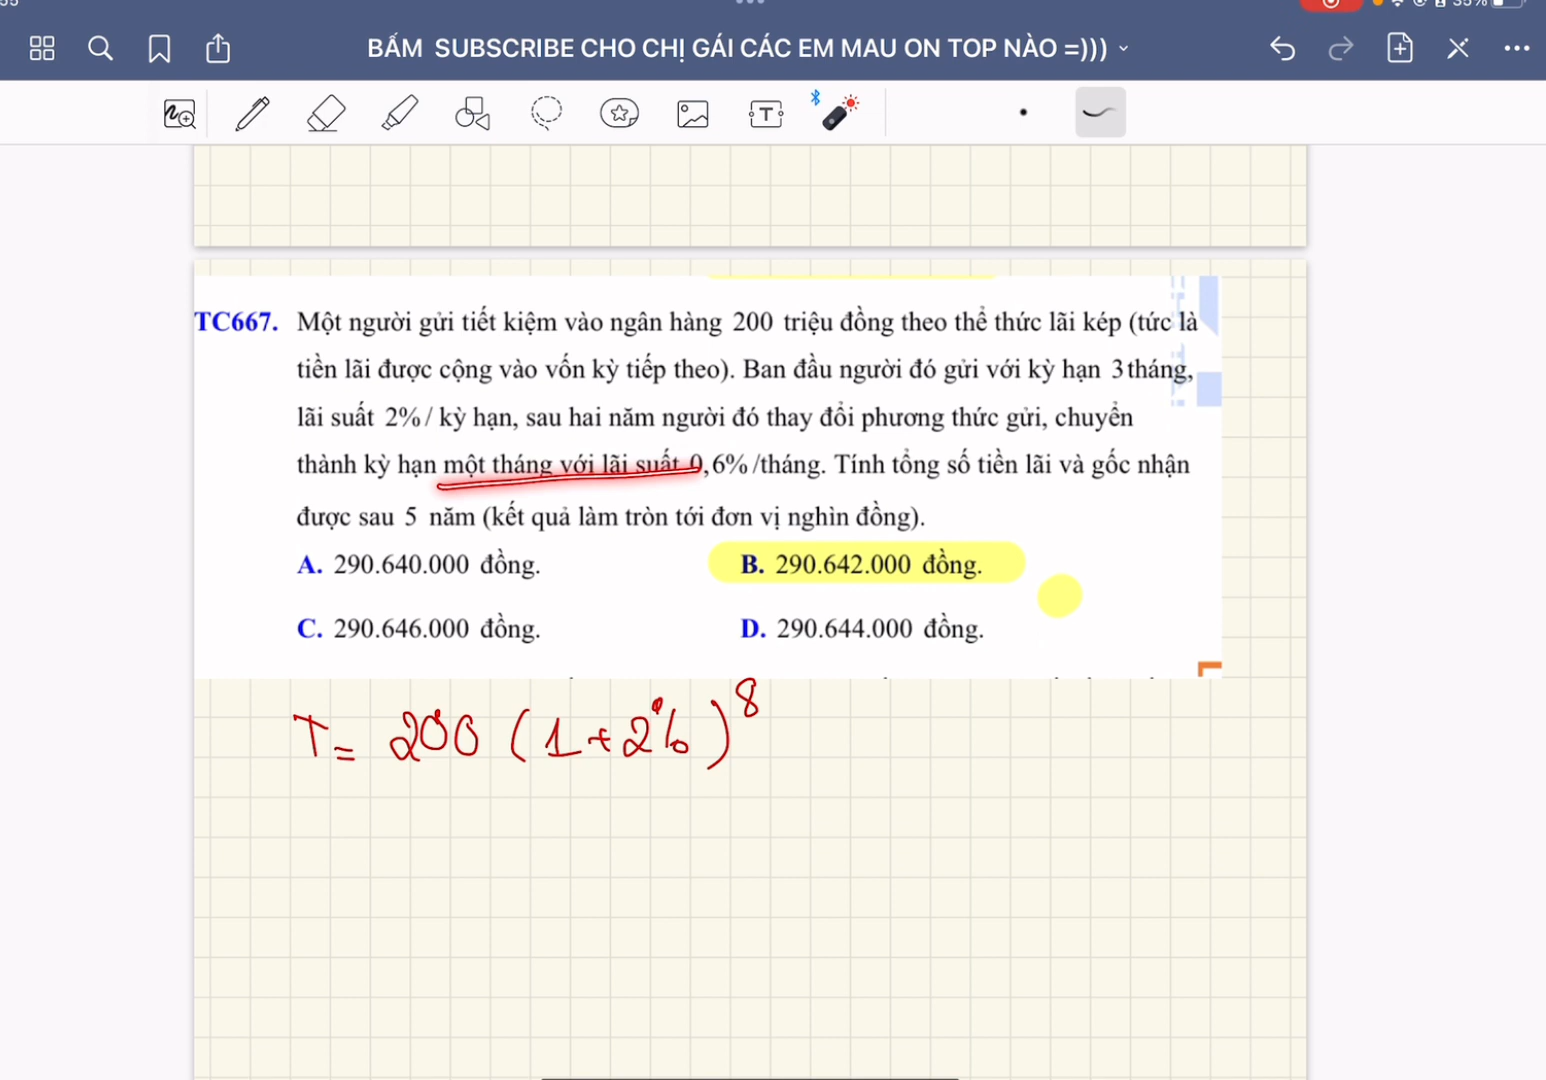 55
35%
BẤM SUBSCRIBE CHO CHỊ GÁI CÁC EM MAU ON TOP NÀO =)))
T
TC667. Một người gửi tiết kiệm vào ngân hàng 200 triệu đồng theo thể thức lãi kép (tức là
tiền lãi được cộng vào vốn kỳ tiếp theo). Ban đầu người đó gửi với kỳ hạn 3 tháng,
lãi suất 2% / kỳ hạn, sau hai năm người đó thay đổi phương thức gửi, chuyển
thành kỳ hạn một tháng với lãi suất 0,6% /tháng. Tính tổng số tiền lãi và gốc nhận
được sau 5 năm (kết quả làm tròn tới đơn vị nghìn đồng).
A. 290.640.000 đồng. B. 290.642.000 đồng.
C. 290.646.000 đồng. D. 290.644.000 đồng.
T = 200 (1+2%)⁸